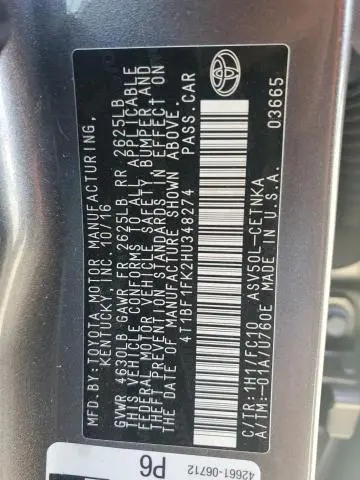 MFD.BY: TOYOTA MOTOR MANUFACTURING,
KENTUCKY INC. 10/16
GVWR 4630LB GAWR FR 2625LB RR 2625LB
THIS VEHICLE CONFORMS TO ALL APPLICABLE
FEDERAL MOTOR VEHICLE SAFETY, BUMPER, AND
THEFT PREVENTION STANDARDS IN EFFECT ON
THE DATE OF MANUFACTURE SHOWN ABOVE.
4T1BF1FK2HU348274 PASS.CAR
C/TR:1H1/FC10 ASV50L-CETNKA
A/TM:-01A/U760E MADE IN U.S.A. 03665
42661-06712
P6